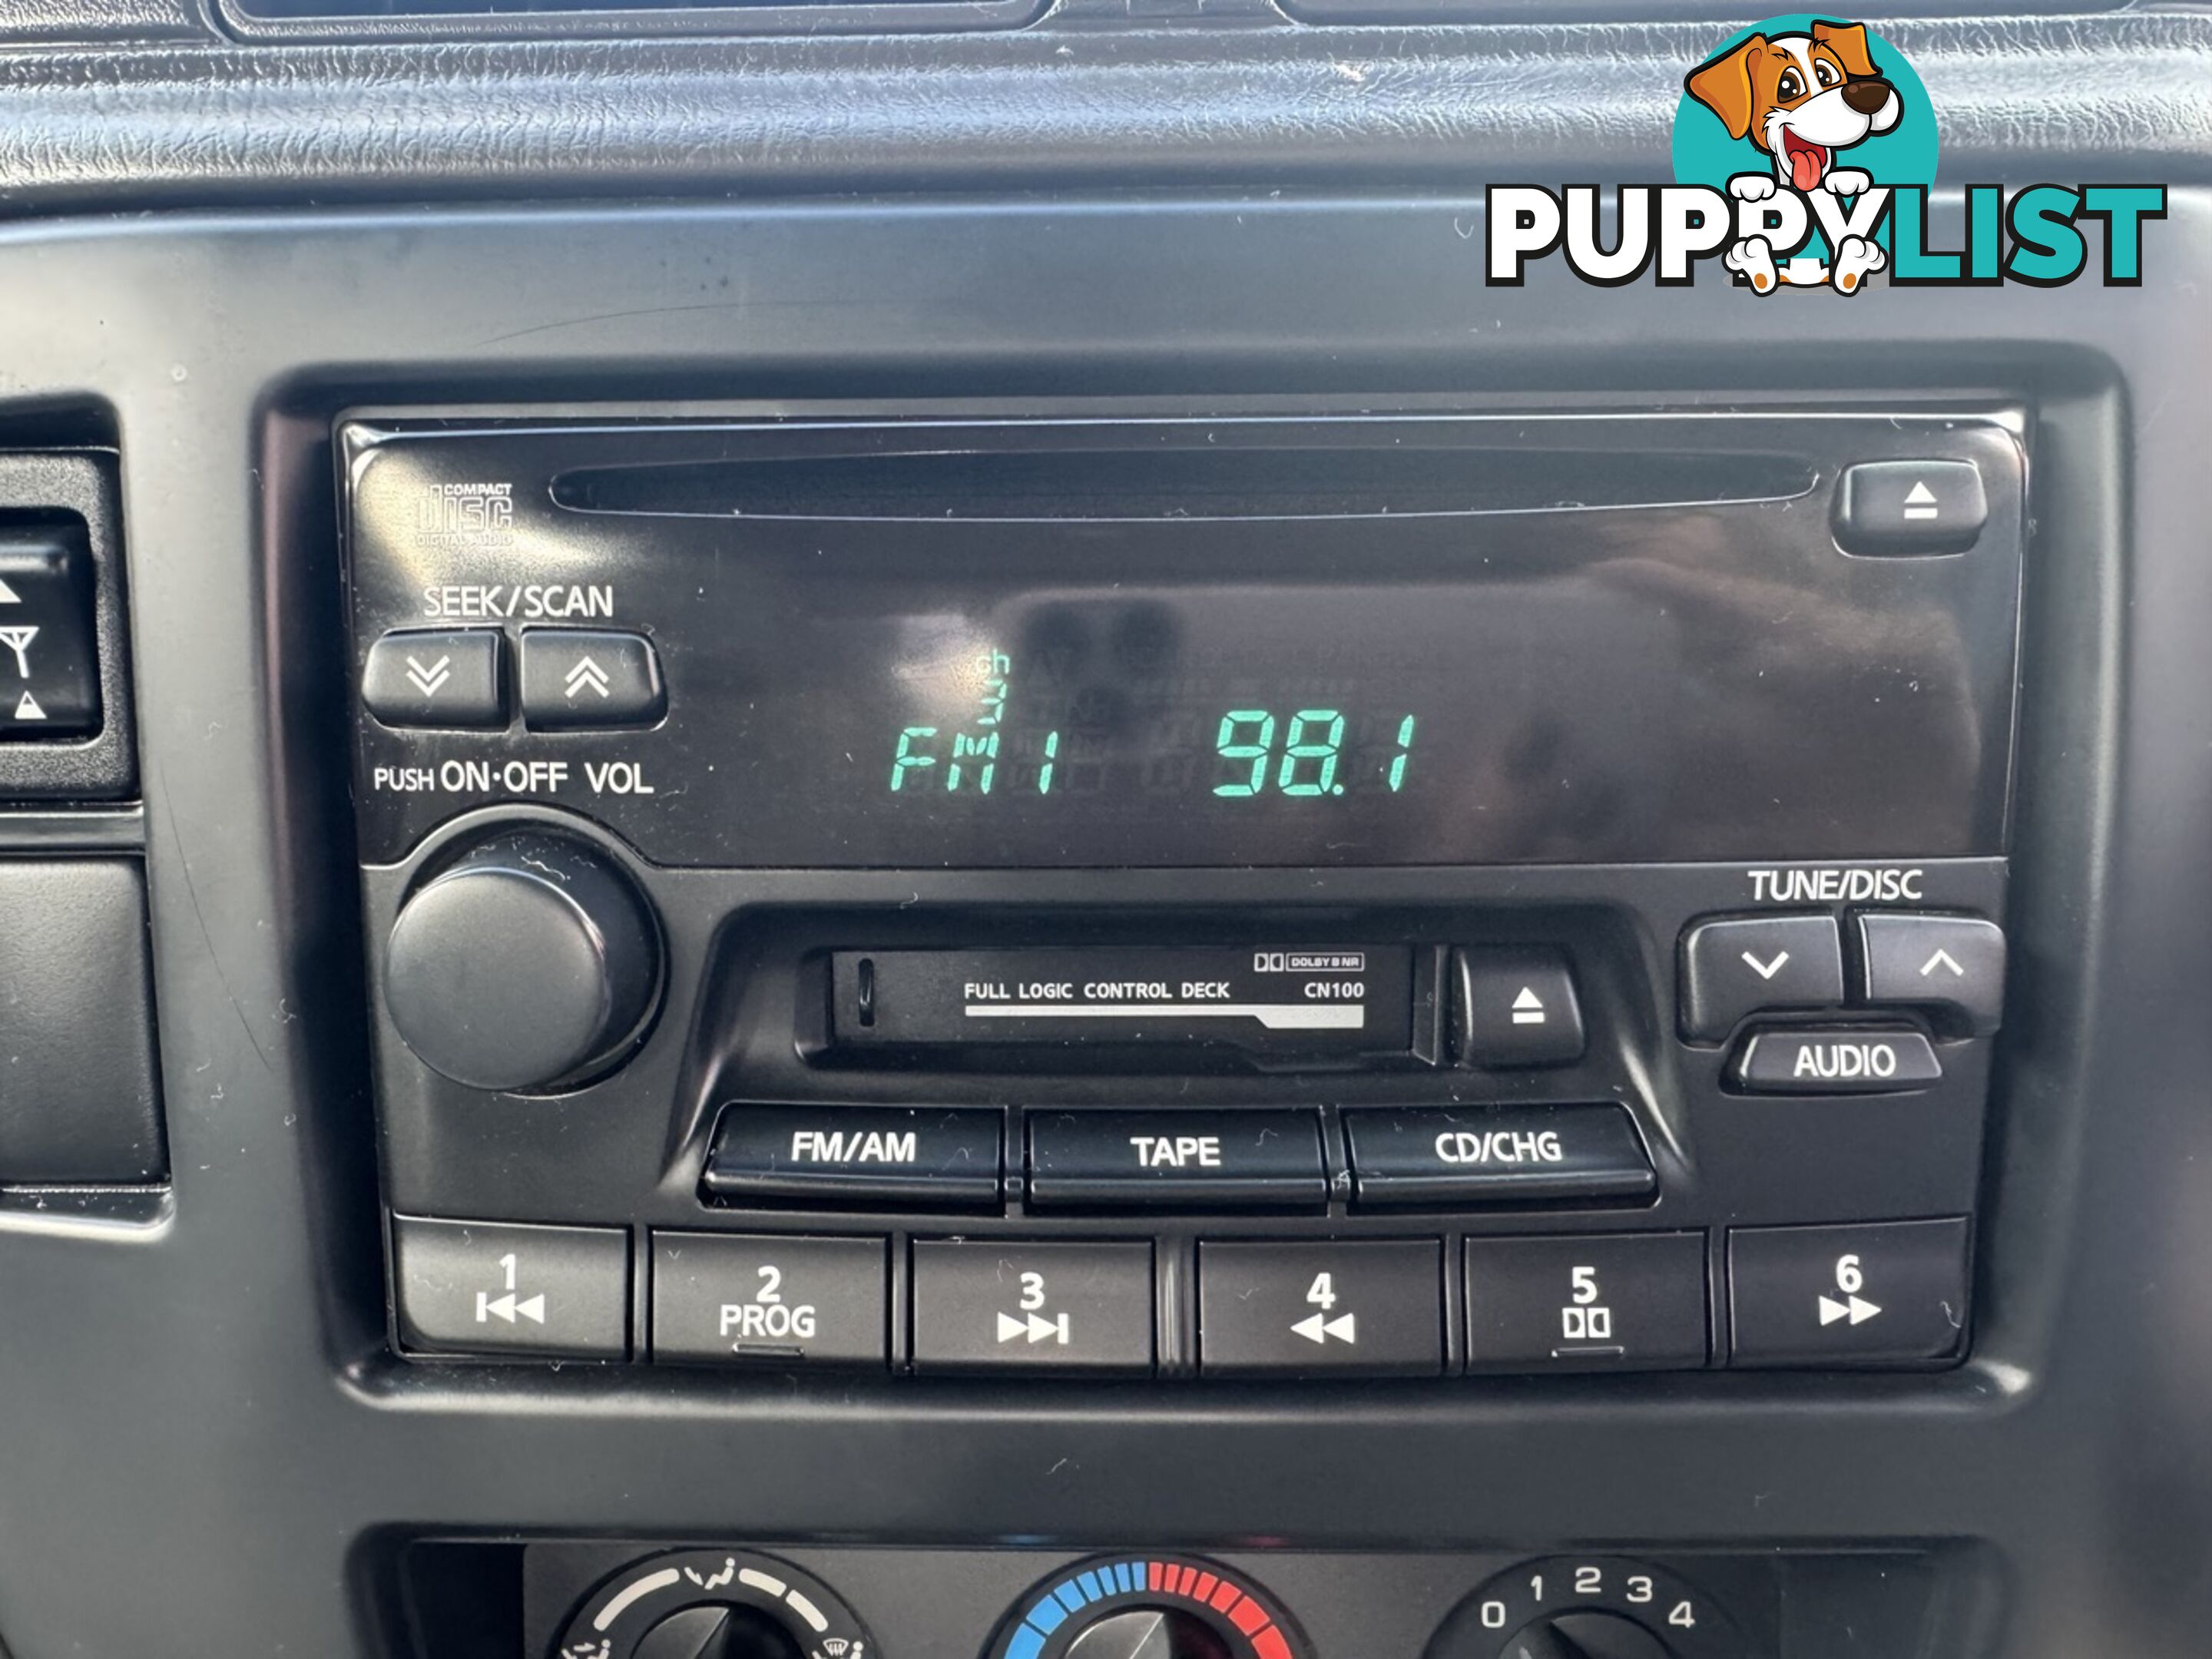 PUPPYLIST
COMPACT
disc
DIGITAL AUDIO
SEEK/SCAN
PUSH ON·OFF VOL
ch
FM1 98.1
TUNE/DISC
DOLBY B NR
FULL LOGIC CONTROL DECK CN100
AUDIO
FM/AM TAPE CD/CHG
1 2 3 4 5 6
PROG
0 1 2 3 4